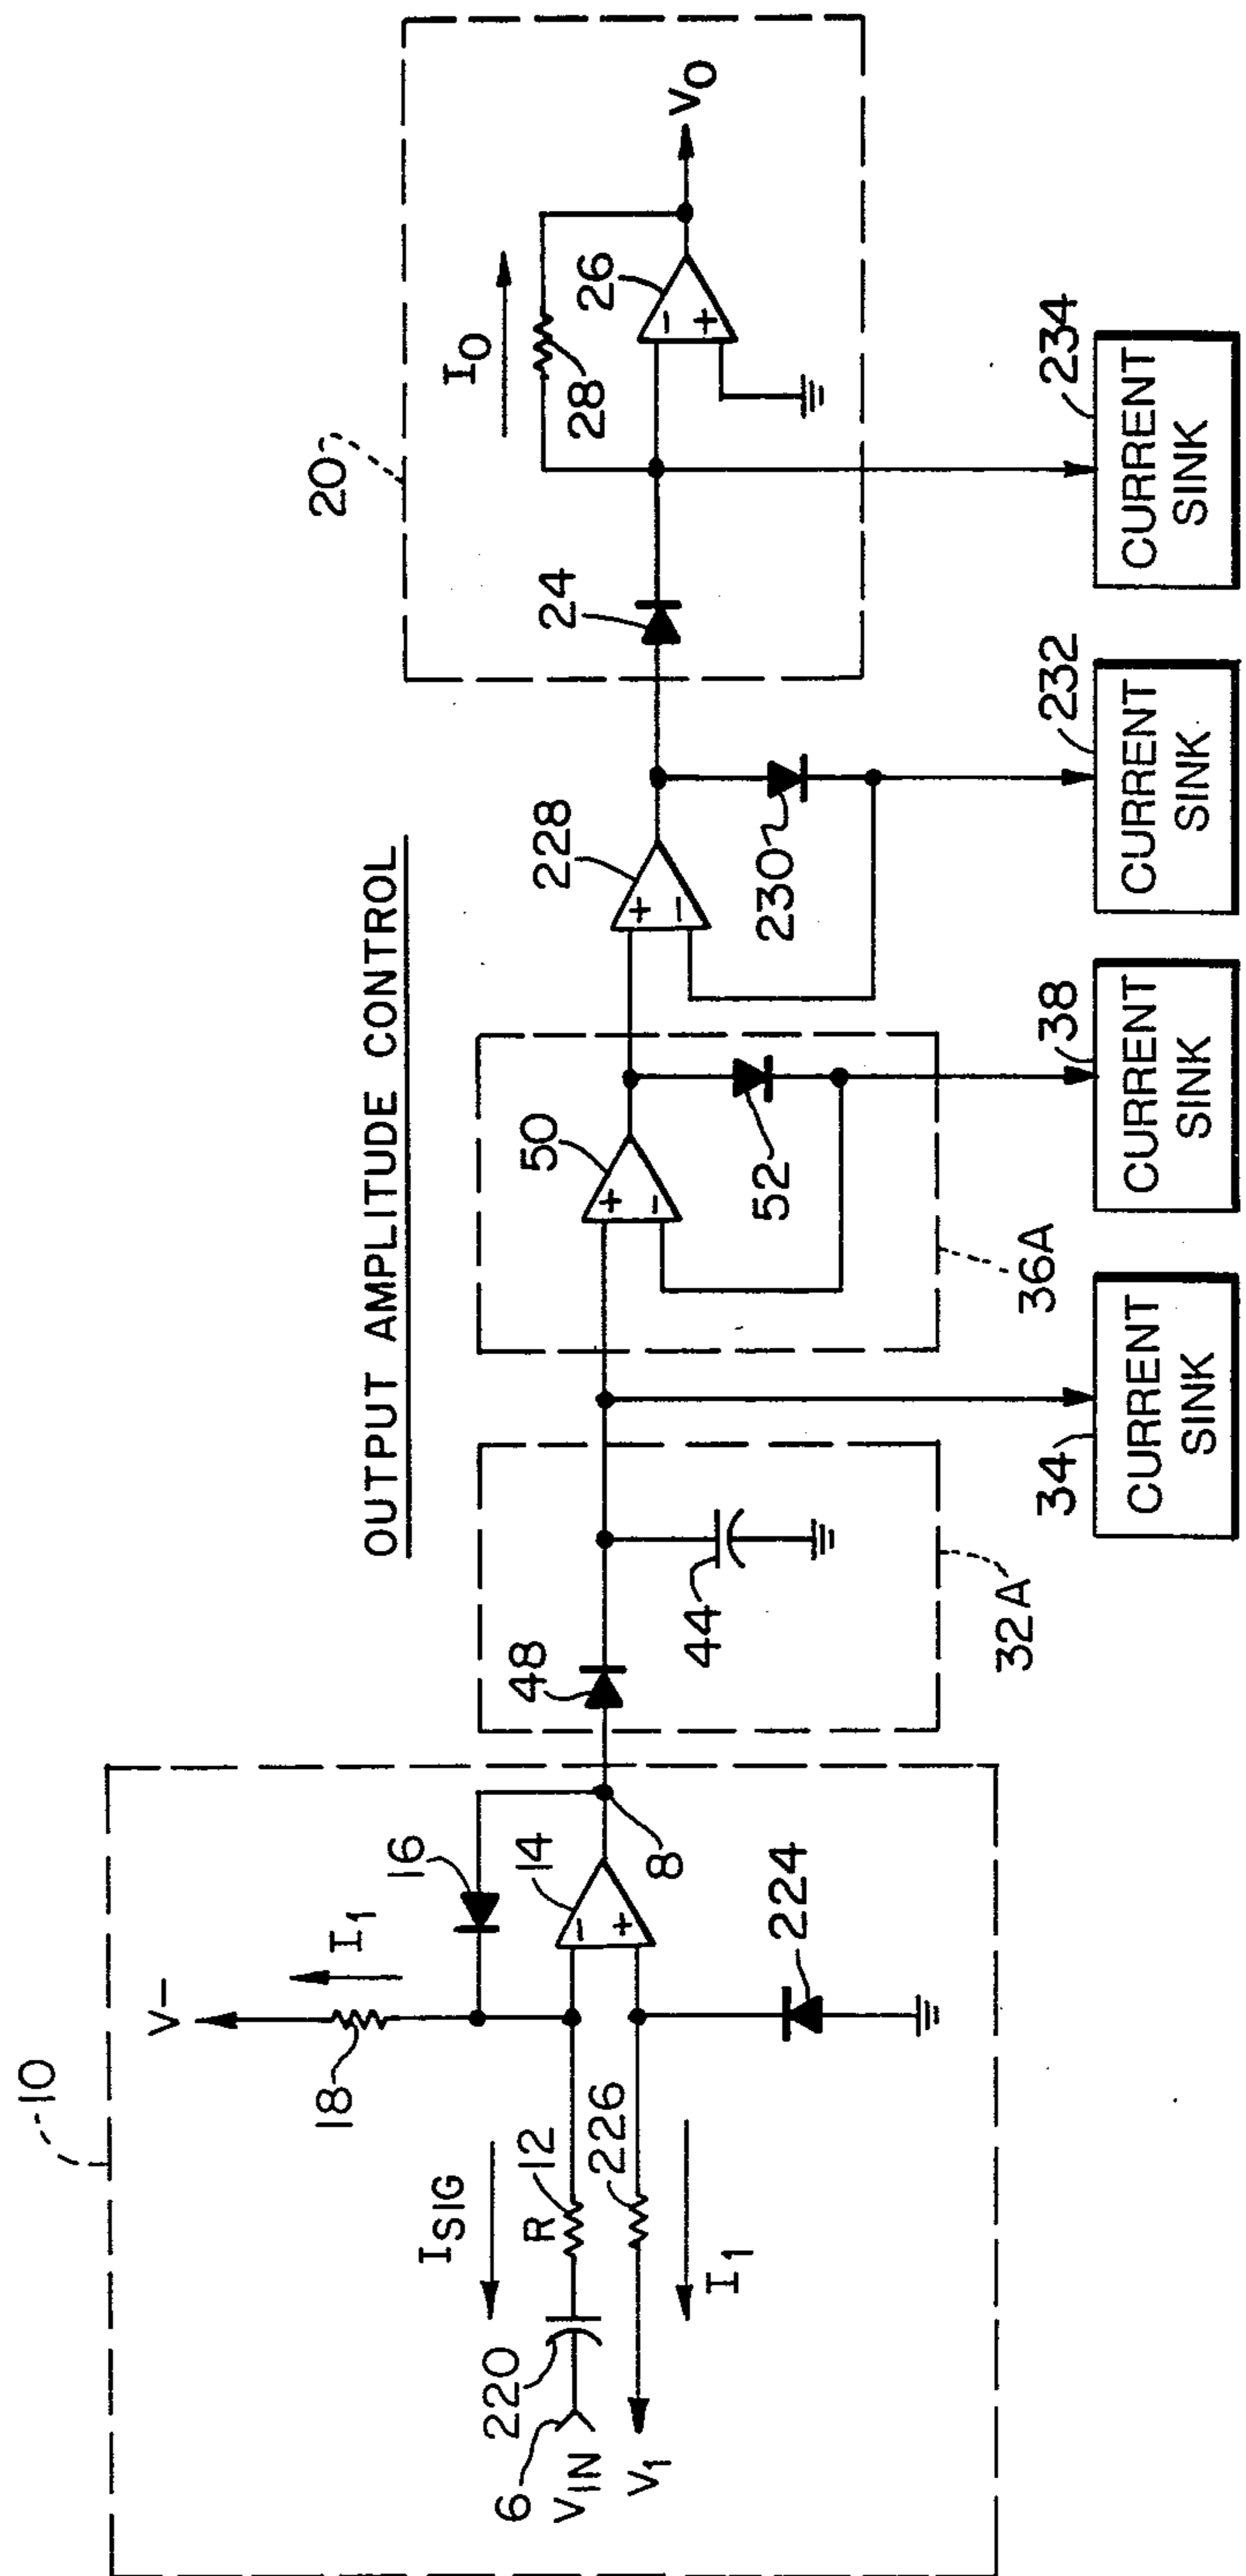 OUTPUT AMPLITUDE CONTROL
10
V-
I1
16
18
ISIG
R
12
14
220
6
VIN
226
V1
I1
8
224
48
44
32A
50
52
36A
228
230
20
24
IO
28
26
VO
34
CURRENT
SINK
38
CURRENT
SINK
232
CURRENT
SINK
234
CURRENT
SINK